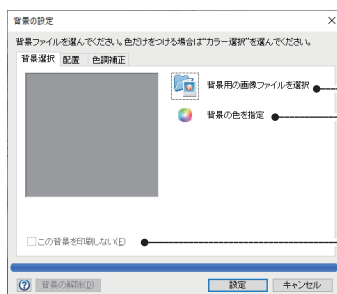 背景の設定
背景ファイルを選んでください。色だけをつける場合は"カラー選択"を選んでください。
背景選択 配置 色調補正
背景用の画像ファイルを選択
背景の色を指定
この背景を印刷しない(E)
背景の解除(D) 設定 キャンセル